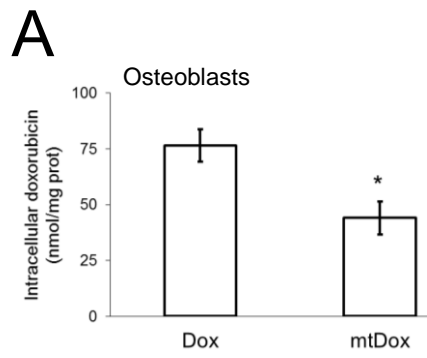 A
Osteoblasts
Intracellular doxorubicin
(nmol/mg prot)
100
75
50
25
0
*
Dox
mtDox